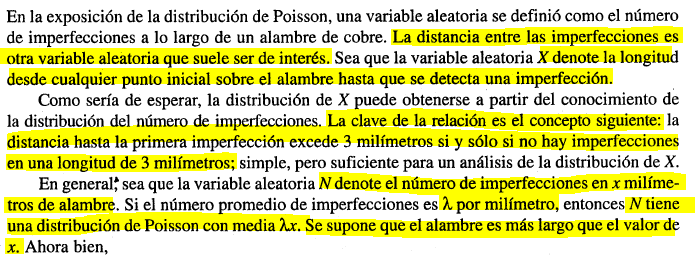 En la exposición de la distribución de Poisson, una variable aleatoria se definió como el número
de imperfecciones a lo largo de un alambre de cobre. La distancia entre las imperfecciones es
otra variable aleatoria que suele ser de interés. Sea que la variable aleatoria X denote la longitud
desde cualquier punto inicial sobre el alambre hasta que se detecta una imperfección.
Como sería de esperar, la distribución de X puede obtenerse a partir del conocimiento de
la distribución del número de imperfecciones. La clave de la relación es el concepto siguiente: la
distancia hasta la primera imperfección excede 3 milímetros si y sólo si no hay imperfecciones
en una longitud de 3 milímetros; simple, pero suficiente para un análisis de la distribución de X.
En general, sea que la variable aleatoria N denote el número de imperfecciones en x milíme-
tros de alambre. Si el número promedio de imperfecciones es λ por milímetro, entonces N tiene
una distribución de Poisson con media λx. Se supone que el alambre es más largo que el valor de
x. Ahora bien,